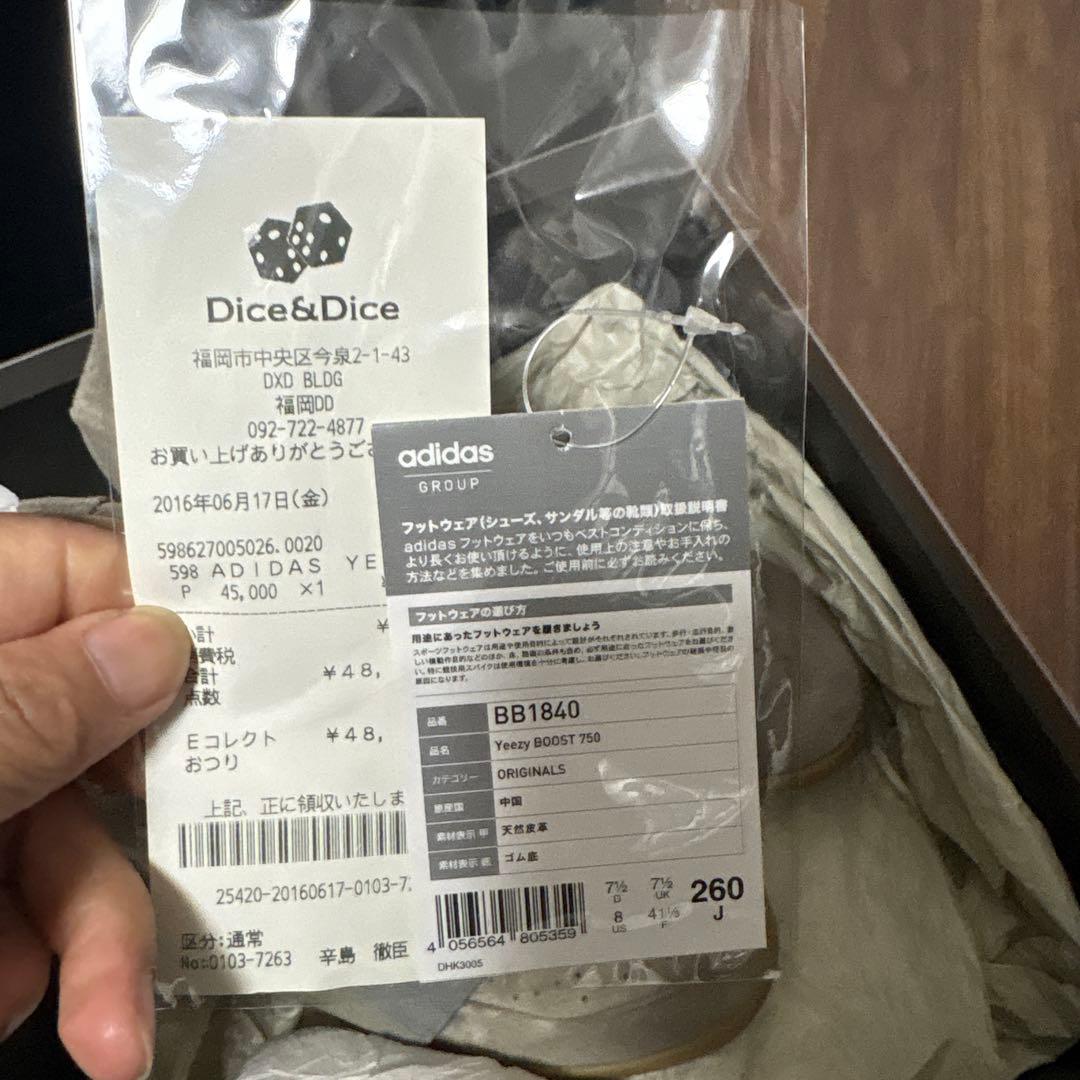 Dice&Dice
福岡市中央区今泉2-1-43
DXD BLDG
福岡DD
092-722-4877
お買い上げありがとうござ
2016年06月17日(金)
598627005026.0020
598 ADIDAS YE
P 45,000 ×1
小計 ¥
費税
合計 ¥48,
点数
Eコレクト ¥48,
おつり
上記、正に領収いたしま
25420-20160617-0103-7
区分:通常
No:0103-7263 辛島 徹臣
adidas
GROUP
フットウェア(シューズ、サンダル等の靴類)取扱説明書
adidasフットウェアをいつもベストコンディションに保ち、
より長くお使い頂けるように、使用上の注意やお手入れの
方法などを集めました。ご使用前に必ずお読みください。
フットウェアの選び方
用途にあったフットウェアを履きましょう
品番 BB1840
品名 Yeezy BOOST 750
カテゴリー ORIGINALS
原産国 中国
素材表示 甲 天然皮革
素材表示 底 ゴム底
7½ D 7½ UK 260 J
8 US 41⅓ F
4 056564 805359
DHK3005